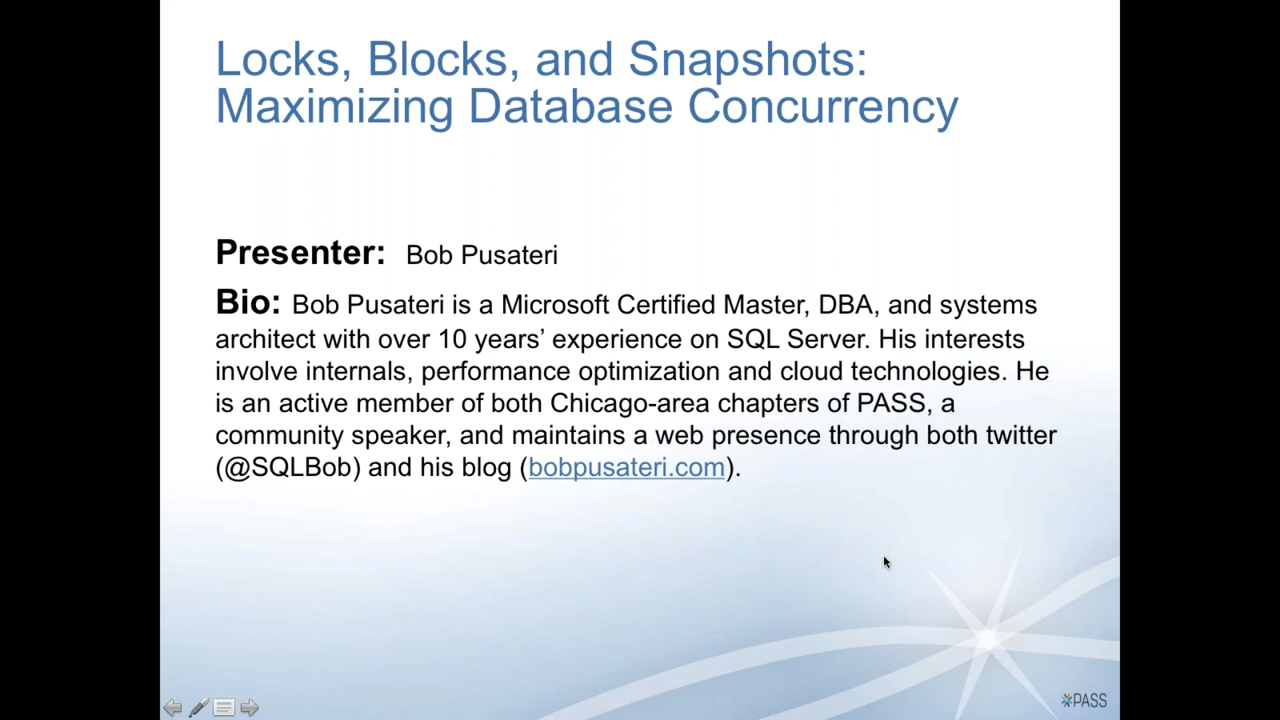 Locks, Blocks, and Snapshots:
Maximizing Database Concurrency
Presenter: Bob Pusateri
Bio: Bob Pusateri is a Microsoft Certified Master, DBA, and systems
architect with over 10 years’ experience on SQL Server. His interests
involve internals, performance optimization and cloud technologies. He
is an active member of both Chicago-area chapters of PASS, a
community speaker, and maintains a web presence through both twitter
(@SQLBob) and his blog (bobpusateri.com).
PASS